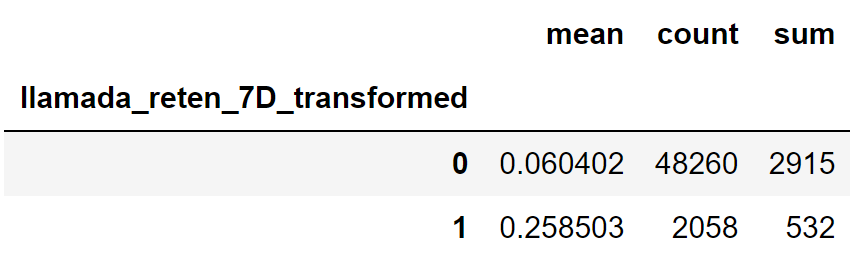 mean count sum
llamada_reten_7D_transformed
0 0.060402 48260 2915
1 0.258503 2058 532